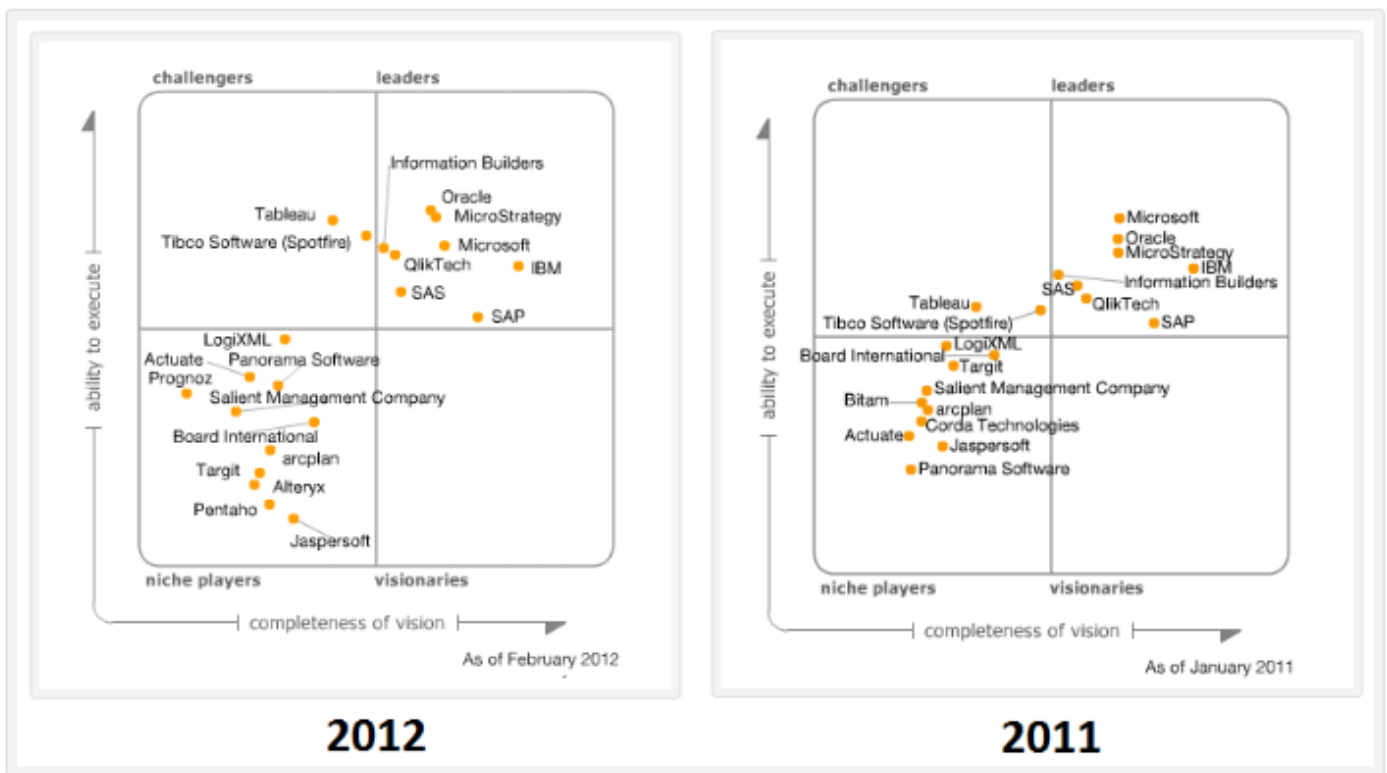 challengers
leaders
Information Builders
Oracle
Tableau
MicroStrategy
Tibco Software (Spotfire)
Microsoft
QlikTech
IBM
SAS
SAP
LogiXML
Actuate
Panorama Software
Prognoz
Salient Management Company
Board International
arcplan
Targit
Alteryx
Pentaho
Jaspersoft
niche players
visionaries
ability to execute
completeness of vision
As of February 2012
2012
challengers
leaders
Microsoft
Oracle
MicroStrategy
IBM
Information Builders
SAS
QlikTech
Tableau
Tibco Software (Spotfire)
SAP
LogiXML
Board International
Targit
Salient Management Company
Bitam
arcplan
Corda Technologies
Actuate
Jaspersoft
Panorama Software
niche players
visionaries
ability to execute
completeness of vision
As of January 2011
2011